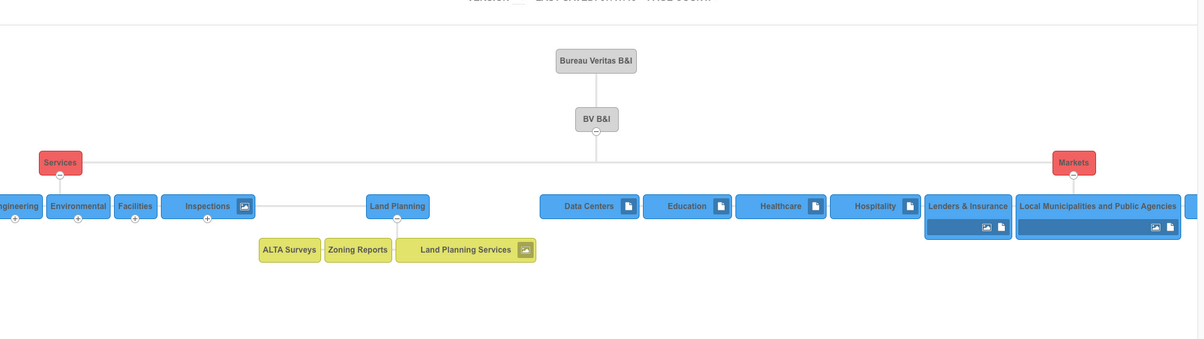 Bureau Veritas B&I
BV B&I
Services
Markets
ngineering
Environmental
Facilities
Inspections
Land Planning
Data Centers
Education
Healthcare
Hospitality
Lenders & Insurance
Local Municipalities and Public Agencies
ALTA Surveys
Zoning Reports
Land Planning Services